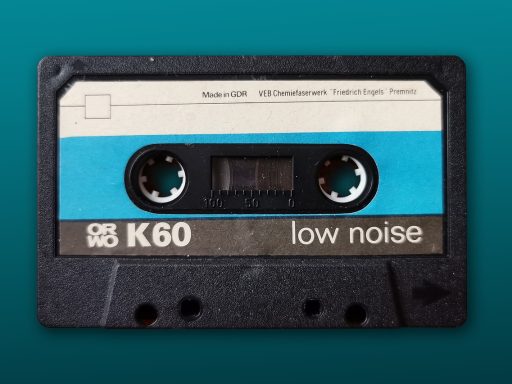 Made in GDR VEB Chemiefaserwerk "Friedrich Engels" Premnitz
100 50 0
ORWO K60 low noise